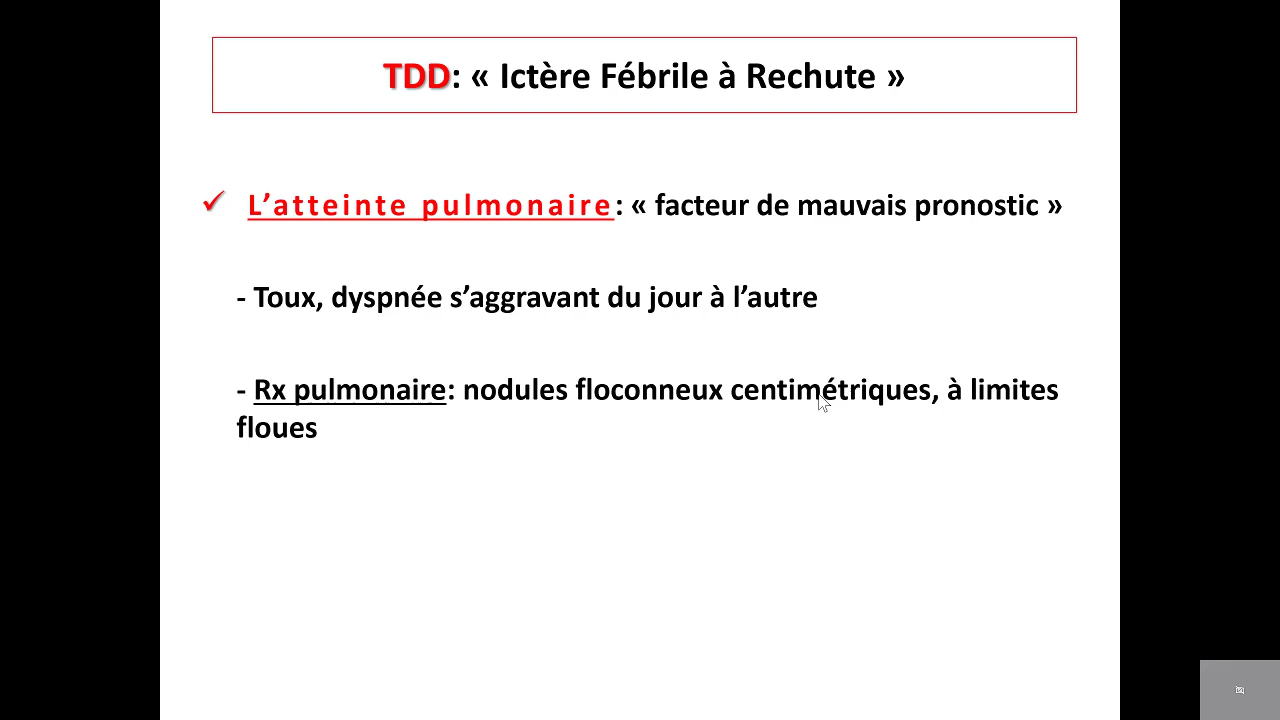 TDD: « Ictère Fébrile à Rechute »
✓ L’atteinte pulmonaire: « facteur de mauvais pronostic »
- Toux, dyspnée s’aggravant du jour à l’autre
- Rx pulmonaire: nodules floconneux centimétriques, à limites
floues